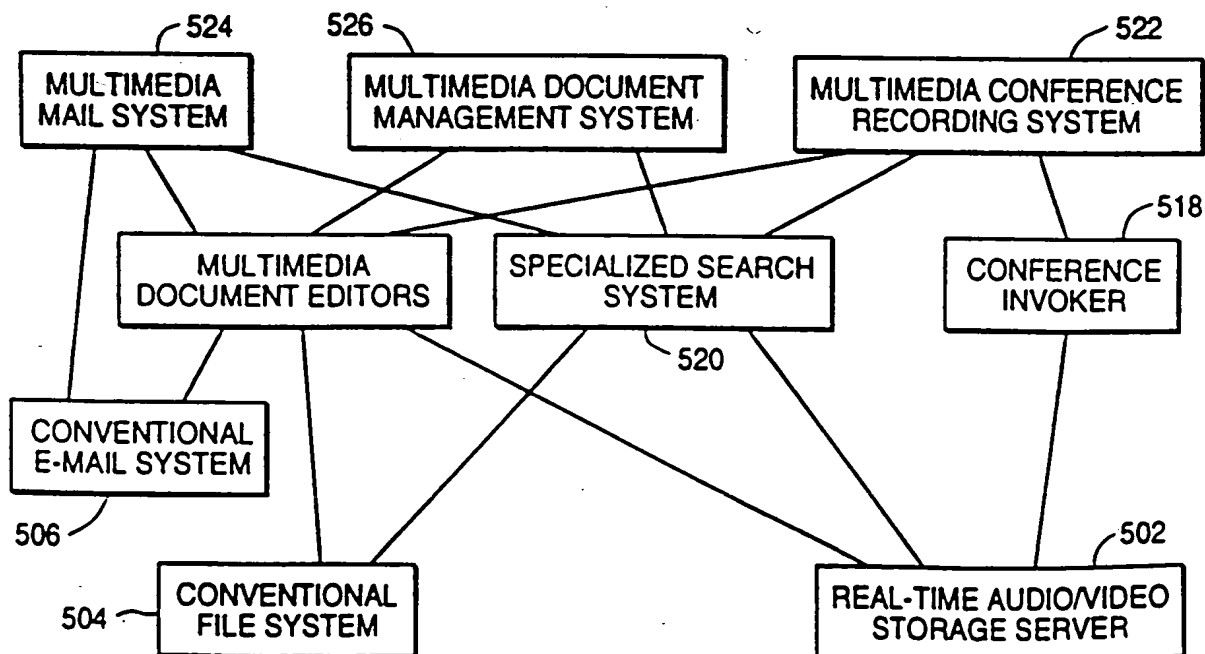 524
526
522
MULTIMEDIA
MAIL SYSTEM
MULTIMEDIA DOCUMENT
MANAGEMENT SYSTEM
MULTIMEDIA CONFERENCE
RECORDING SYSTEM
518
MULTIMEDIA
DOCUMENT EDITORS
SPECIALIZED SEARCH
SYSTEM
CONFERENCE
INVOKER
520
CONVENTIONAL
E-MAIL SYSTEM
506
502
504
CONVENTIONAL
FILE SYSTEM
REAL-TIME AUDIO/VIDEO
STORAGE SERVER